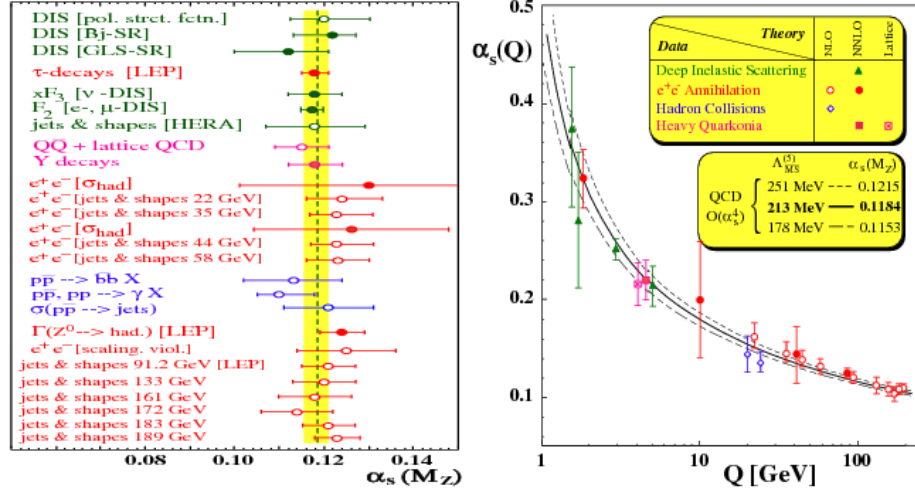 DIS [pol. strct. fctn.]
DIS [Bj-SR]
DIS [GLS-SR]
τ-decays [LEP]
xF₃ [ν -DIS]
F₂ [e-, μ-DIS]
jets & shapes [HERA]
QQ̅ + lattice QCD
Υ decays
e⁺e⁻[σhad]
e⁺e⁻[jets & shapes 22 GeV]
e⁺e⁻[jets & shapes 35 GeV]
e⁺e⁻[σhad]
e⁺e⁻[jets & shapes 44 GeV]
e⁺e⁻[jets & shapes 58 GeV]
pp̅ --> b̅b X
pp̅, pp --> γ X
σ(pp̅ --> jets)
Γ(Z⁰--> had.) [LEP]
e⁺e⁻[scaling. viol.]
jets & shapes 91.2 GeV [LEP]
jets & shapes 133 GeV
jets & shapes 161 GeV
jets & shapes 172 GeV
jets & shapes 183 GeV
jets & shapes 189 GeV
0.08 0.10 0.12 0.14
αs(MZ)
αs(Q)
0.5
0.4
0.3
0.2
0.1
1 10 100
Q [GeV]
Data Theory NLO NNLO Lattice
Deep Inelastic Scattering
e⁺e⁻ Annihilation
Hadron Collisions
Heavy Quarkonia
Λ(5)MS̅ αs(MZ)
QCD O(αs⁴)
251 MeV 0.1215
213 MeV 0.1184
178 MeV 0.1153